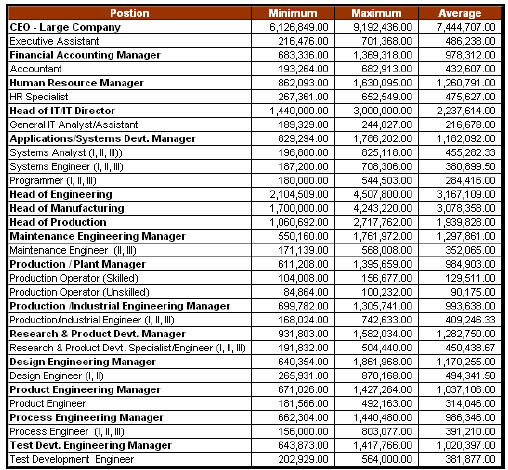 Postion Minimum Maximum Average
CEO - Large Company 6,126,849.00 9,192,436.00 7,444,707.00
Executive Assistant 216,476.00 701,368.00 486,238.00
Financial Accounting Manager 683,336.00 1,369,318.00 978,312.00
Accountant 193,264.00 682,913.00 432,607.00
Human Resource Manager 862,093.00 1,630,095.00 1,260,791.00
HR Specialist 267,361.00 652,549.00 475,627.00
Head of IT/IT Director 1,440,000.00 3,000,000.00 2,237,614.00
General IT Analyst/Assistant 189,329.00 244,027.00 216,678.00
Applications/Systems Devt. Manager 829,294.00 1,786,202.00 1,182,092.00
Systems Analyst (I, II, II)) 196,800.00 825,118.00 455,282.33
Systems Engineer (I, II, III) 187,200.00 708,306.00 380,899.50
Programmer (I, II, III) 180,000.00 544,503.00 284,415.00
Head of Engineering 2,104,509.00 4,507,800.00 3,167,109.00
Head of Manufacturing 1,700,000.00 4,243,220.00 3,078,358.00
Head of Production 1,060,692.00 2,717,762.00 1,939,828.00
Maintenance Engineering Manager 550,160.00 1,761,972.00 1,297,861.00
Maintenance Engineer (II, III) 171,139.00 568,008.00 352,065.00
Production / Plant Manager 611,208.00 1,395,659.00 984,903.00
Production Operator (Skilled) 104,008.00 156,677.00 129,511.00
Production Operator (Unskilled) 84,864.00 100,232.00 90,175.00
Production /Industrial Engineering Manager 699,782.00 1,305,741.00 993,638.00
Production/Industrial Engineer (I, II, III) 168,024.00 742,633.00 409,246.33
Research & Product Devt. Manager 931,803.00 1,582,034.00 1,282,750.00
Research & Product Devt. Specialist/Engineer (I, II, III) 191,832.00 504,440.00 450,438.67
Design Engineering Manager 640,354.00 1,861,968.00 1,170,255.00
Design Engineer (I, II) 265,931.00 870,168.00 494,341.50
Product Engineering Manager 671,026.00 1,427,264.00 1,037,106.00
Product Engineer 181,566.00 492,163.00 314,046.00
Process Engineering Manager 662,304.00 1,440,480.00 986,346.00
Process Engineer (I, II, III) 156,000.00 803,077.00 391,210.00
Test Devt. Engineering Manager 643,873.00 1,417,766.00 1,020,397.00
Test Development Engineer 202,929.00 564,000.00 381,877.00